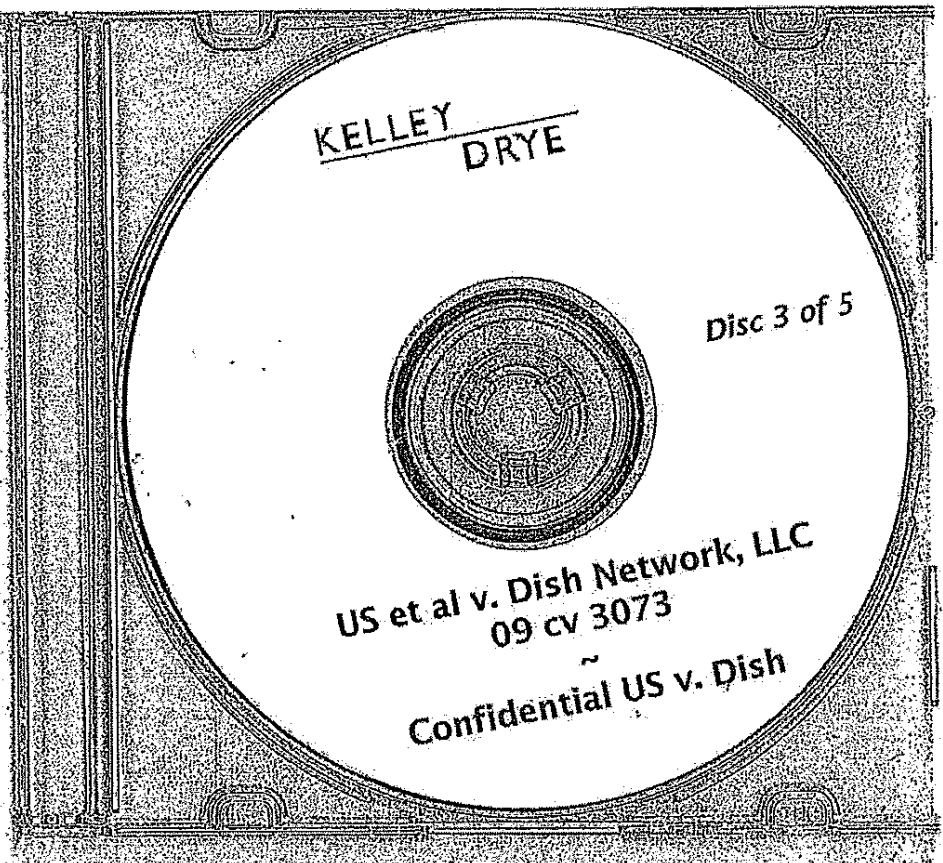 KELLEY
DRYE
Disc 3 of 5
US et al v. Dish Network, LLC
09 cv 3073
~
Confidential US v. Dish